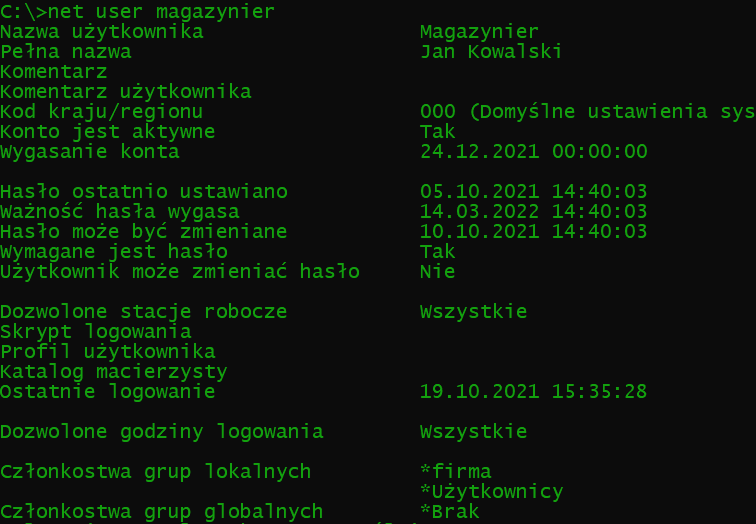 C:\>net user magazynier
Nazwa użytkownika Magazynier
Pełna nazwa Jan Kowalski
Komentarz
Komentarz użytkownika
Kod kraju/regionu 000 (Domyślne ustawienia sys
Konto jest aktywne Tak
Wygasanie konta 24.12.2021 00:00:00
Hasło ostatnio ustawiano 05.10.2021 14:40:03
Ważność hasła wygasa 14.03.2022 14:40:03
Hasło może być zmieniane 10.10.2021 14:40:03
Wymagane jest hasło Tak
Użytkownik może zmieniać hasło Nie
Dozwolone stacje robocze Wszystkie
Skrypt logowania
Profil użytkownika
Katalog macierzysty
Ostatnie logowanie 19.10.2021 15:35:28
Dozwolone godziny logowania Wszystkie
Członkostwa grup lokalnych *firma
*Użytkownicy
Członkostwa grup globalnych *Brak